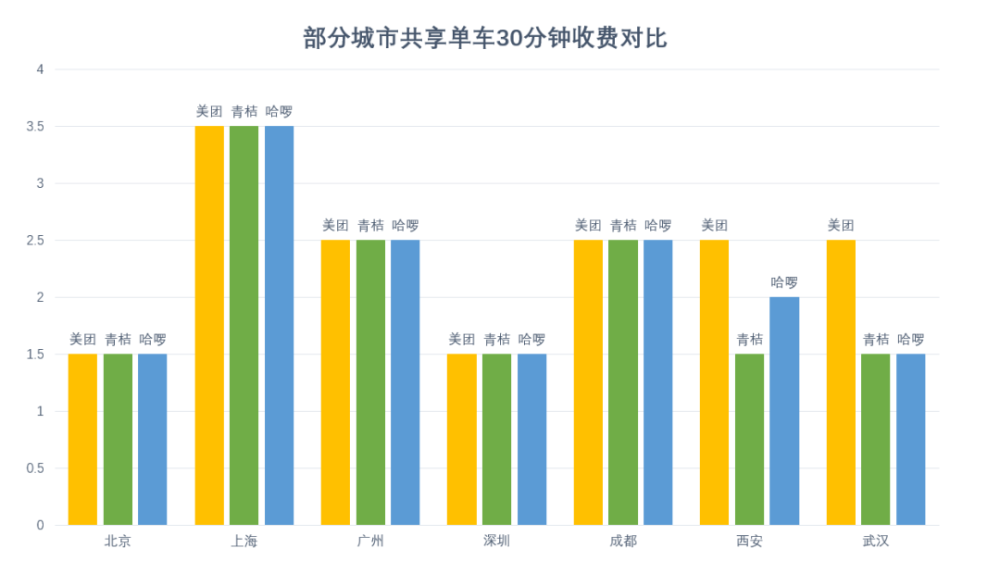 部分城市共享单车30分钟收费对比
4
3.5
3
2.5
2
1.5
1
0.5
0
美团 青桔 哈啰
美团 青桔 哈啰
美团 青桔 哈啰
美团 青桔 哈啰
美团 青桔 哈啰
美团 青桔 哈啰
美团 青桔 哈啰
北京 上海 广州 深圳 成都 西安 武汉